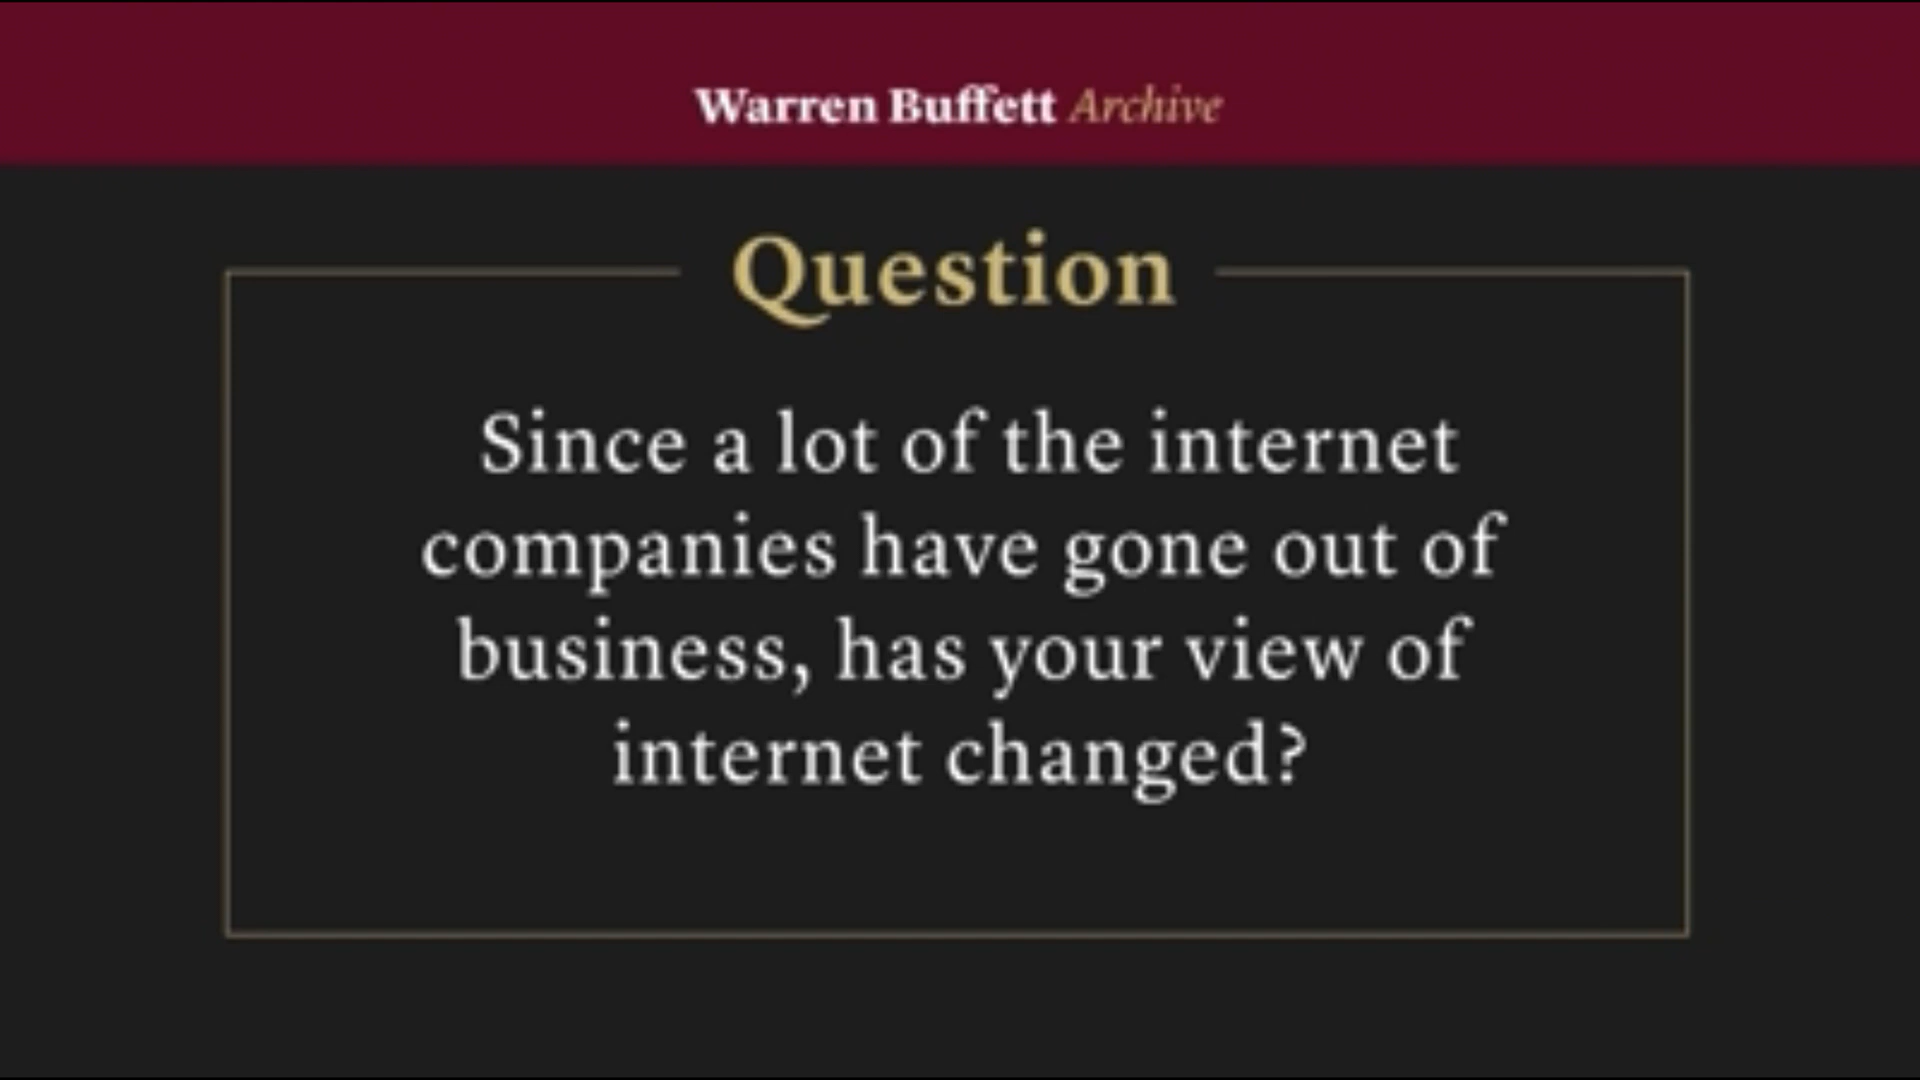 Warren Buffett Archive
Question
Since a lot of the internet
companies have gone out of
business, has your view of
internet changed?